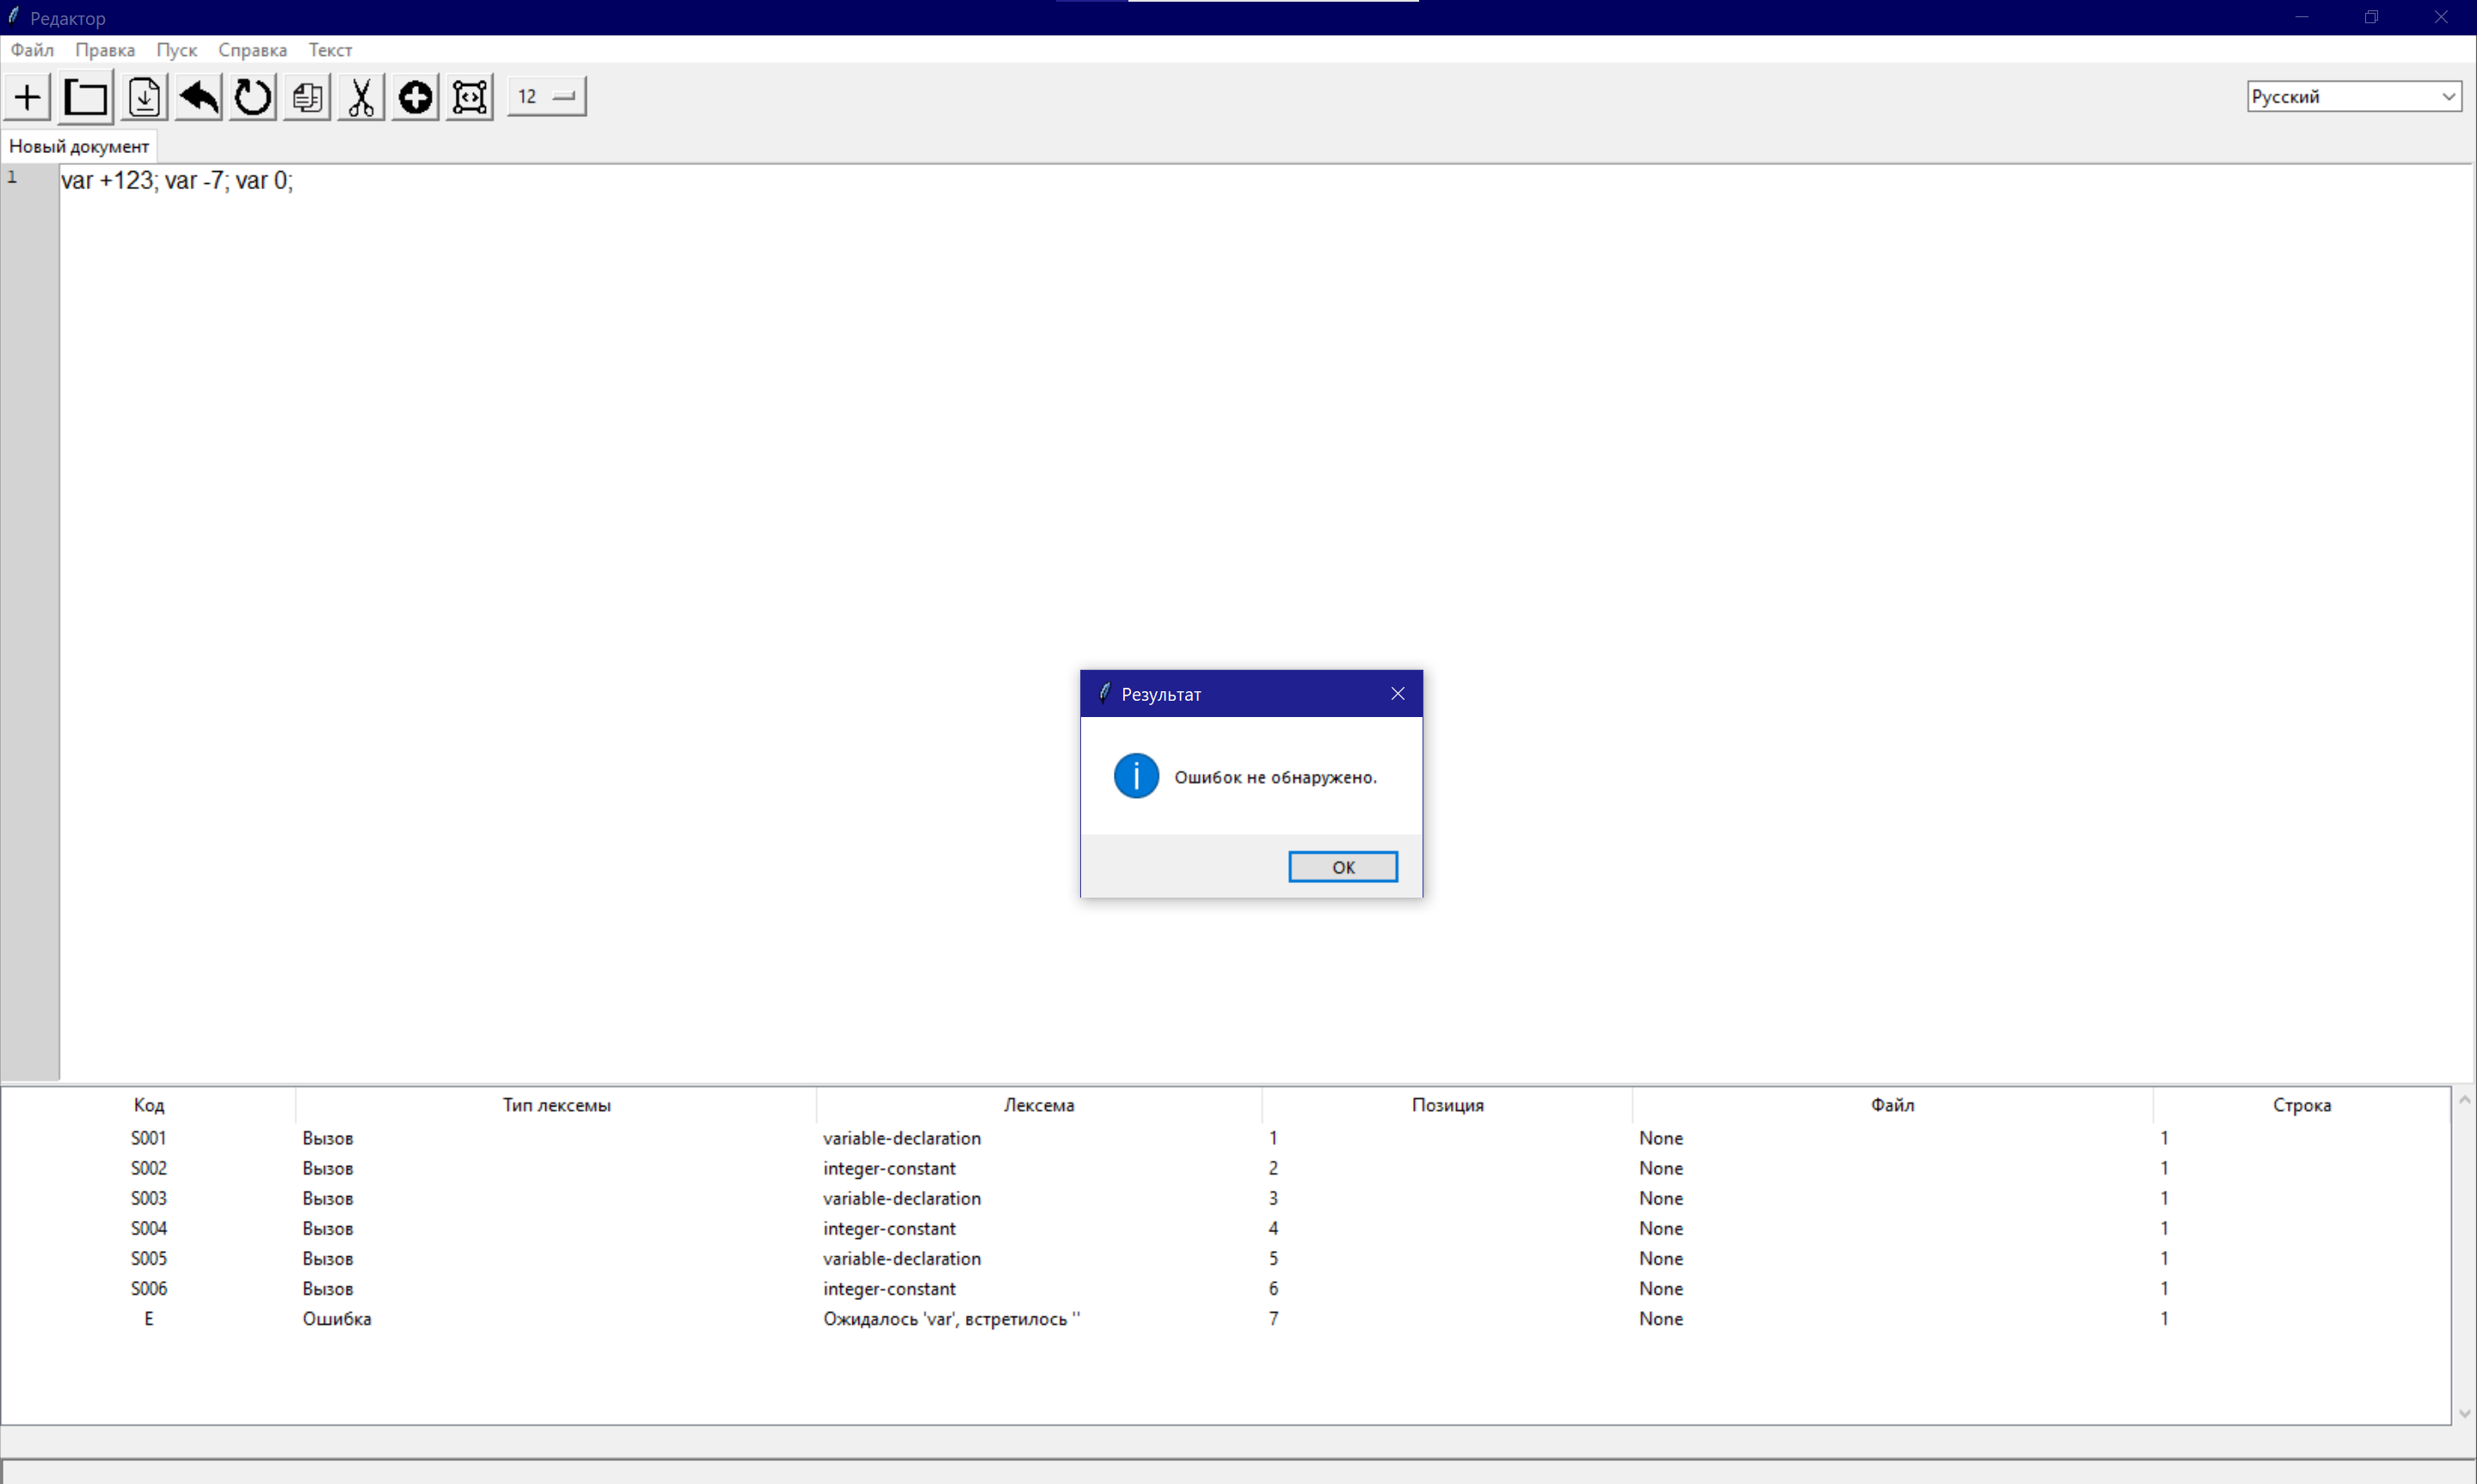 Редактор
Файл Правка Пуск Справка Текст
12
Русский
Новый документ
1 var +123; var -7; var 0;
Результат
Ошибок не обнаружено.
OK
Код Тип лексемы Лексема Позиция Файл Строка
S001 Вызов variable-declaration 1 None 1
S002 Вызов integer-constant 2 None 1
S003 Вызов variable-declaration 3 None 1
S004 Вызов integer-constant 4 None 1
S005 Вызов variable-declaration 5 None 1
S006 Вызов integer-constant 6 None 1
E Ошибка Ожидалось 'var', встретилось '' 7 None 1